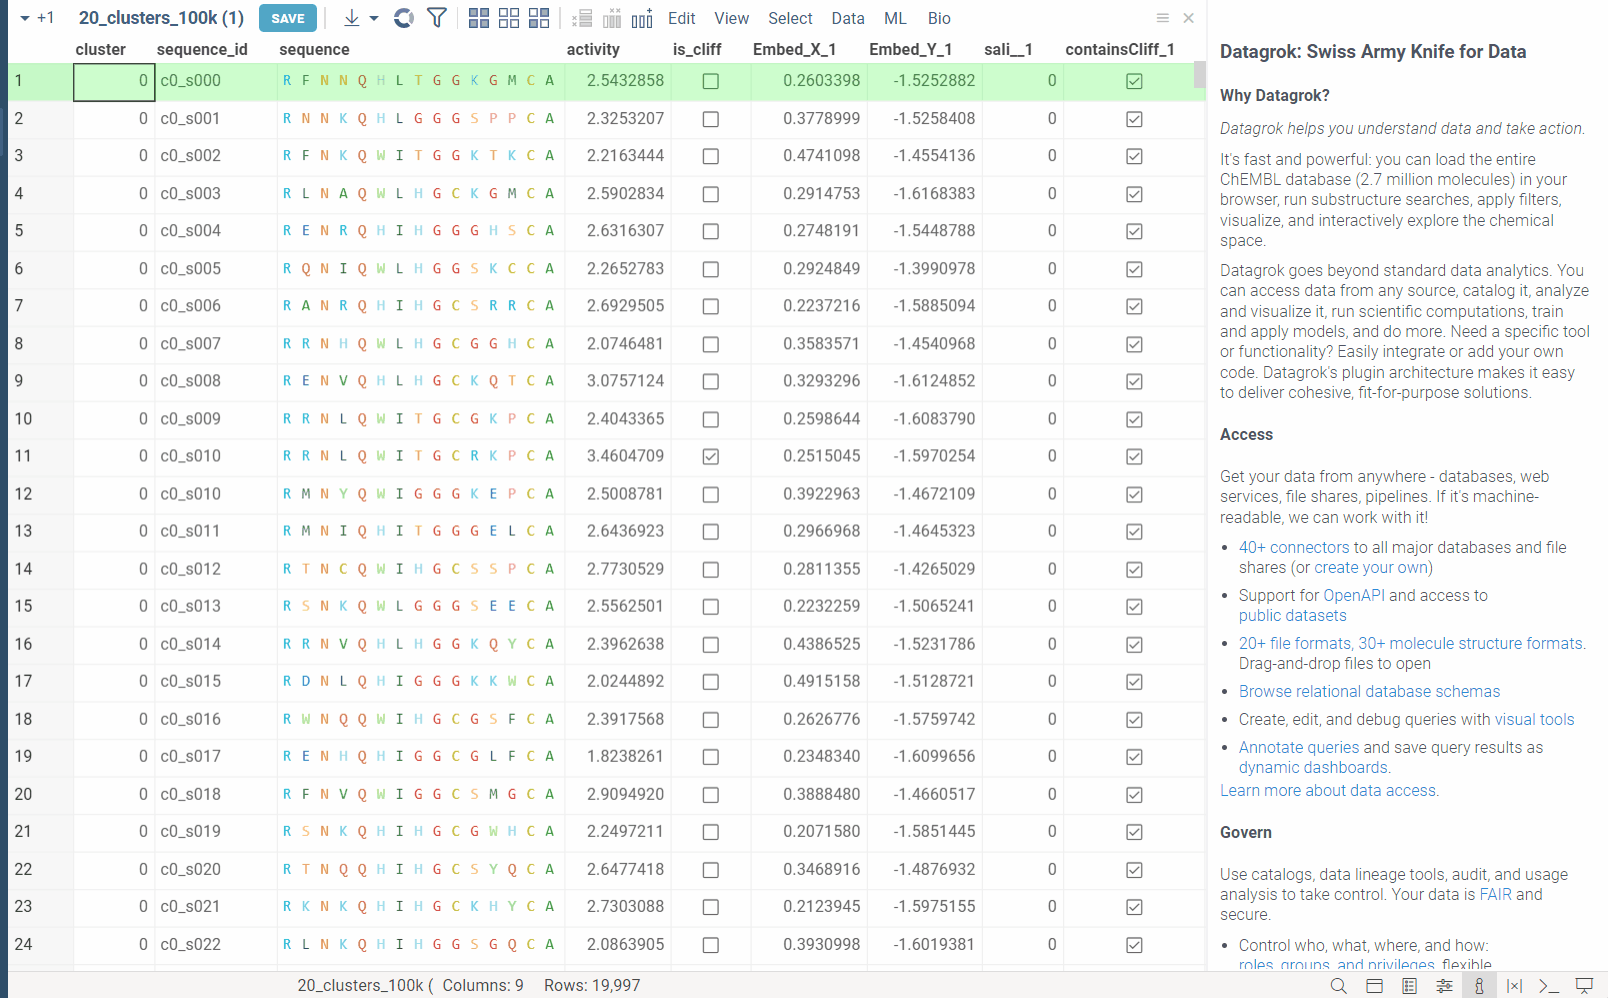 +1 20_clusters_100k (1) SAVE Edit View Select Data ML Bio
cluster sequence_id sequence activity is_cliff Embed_X_1 Embed_Y_1 sali__1 containsCliff_1
1 0 c0_s000 R F N N Q H L T G G K G M C A 2.5432858 0.2603398 -1.5252882 0
2 0 c0_s001 R N N K Q H L G G G S P P C A 2.3253207 0.3778999 -1.5258408 0
3 0 c0_s002 R F N K Q W I T G G K T K C A 2.2163444 0.4741098 -1.4554136 0
4 0 c0_s003 R L N A Q W L H G C K G M C A 2.5902834 0.2914753 -1.6168383 0
5 0 c0_s004 R E N R Q H I H G G G H S C A 2.6316307 0.2748191 -1.5448788 0
6 0 c0_s005 R Q N I Q W L H G G S K C C A 2.2652783 0.2924849 -1.3990978 0
7 0 c0_s006 R A N R Q H I H G C S R R C A 2.6929505 0.2237216 -1.5885094 0
8 0 c0_s007 R R N H Q W L H G C G G H C A 2.0746481 0.3583571 -1.4540968 0
9 0 c0_s008 R E N V Q H L H G C K Q T C A 3.0757124 0.3293296 -1.6124852 0
10 0 c0_s009 R R N L Q W I T G C G K P C A 2.4043365 0.2598644 -1.6083790 0
11 0 c0_s010 R R N L Q W I T G C R K P C A 3.4604709 0.2515045 -1.5970254 0
12 0 c0_s010 R M N Y Q W I G G G K E P C A 2.5008781 0.3922963 -1.4672109 0
13 0 c0_s011 R M N I Q H I T G G G E L C A 2.6436923 0.2966968 -1.4645323 0
14 0 c0_s012 R T N C Q W I H G C S S P C A 2.7730529 0.2811355 -1.4265029 0
15 0 c0_s013 R S N K Q W L G G G S E E C A 2.5562501 0.2232259 -1.5065241 0
16 0 c0_s014 R R N V Q H L H G G K Q Y C A 2.3962638 0.4386525 -1.5231786 0
17 0 c0_s015 R D N L Q H I G G G K K W C A 2.0244892 0.4915158 -1.5128721 0
18 0 c0_s016 R W N Q Q W I H G C G S F C A 2.3917568 0.2626776 -1.5759742 0
19 0 c0_s017 R E N H Q H I G G C G L F C A 1.8238261 0.2348340 -1.6099656 0
20 0 c0_s018 R F N V Q W I G G C S M G C A 2.9094920 0.3888480 -1.4660517 0
21 0 c0_s019 R S N K Q H I H G C G W H C A 2.2497211 0.2071580 -1.5851445 0
22 0 c0_s020 R T N Q Q H I H G C S Y Q C A 2.6477418 0.3468916 -1.4876932 0
23 0 c0_s021 R K N K Q H I H G C K H Y C A 2.7303088 0.2123945 -1.5975155 0
24 0 c0_s022 R L N K Q H I H G G S G Q C A 2.0863905 0.3930998 -1.6019381 0
20_clusters_100k ( Columns: 9 Rows: 19,997
Datagrok: Swiss Army Knife for Data
Why Datagrok?
Datagrok helps you understand data and take action.
It's fast and powerful: you can load the entire
ChEMBL database (2.7 million molecules) in your
browser, run substructure searches, apply filters,
visualize, and interactively explore the chemical
space.
Datagrok goes beyond standard data analytics. You
can access data from any source, catalog it, analyze
and visualize it, run scientific computations, train
and apply models, and do more. Need a specific tool
or functionality? Easily integrate or add your own
code. Datagrok's plugin architecture makes it easy
to deliver cohesive, fit-for-purpose solutions.
Access
Get your data from anywhere - databases, web
services, file shares, pipelines. If it's machine-
readable, we can work with it!
• 40+ connectors to all major databases and file
shares (or create your own)
• Support for OpenAPI and access to
public datasets
• 20+ file formats, 30+ molecule structure formats.
Drag-and-drop files to open
• Browse relational database schemas
• Create, edit, and debug queries with visual tools
• Annotate queries and save query results as
dynamic dashboards.
Learn more about data access.
Govern
Use catalogs, data lineage tools, audit, and usage
analysis to take control. Your data is FAIR and
secure.
• Control who, what, where, and how:
roles, groups, and privileges, flexible